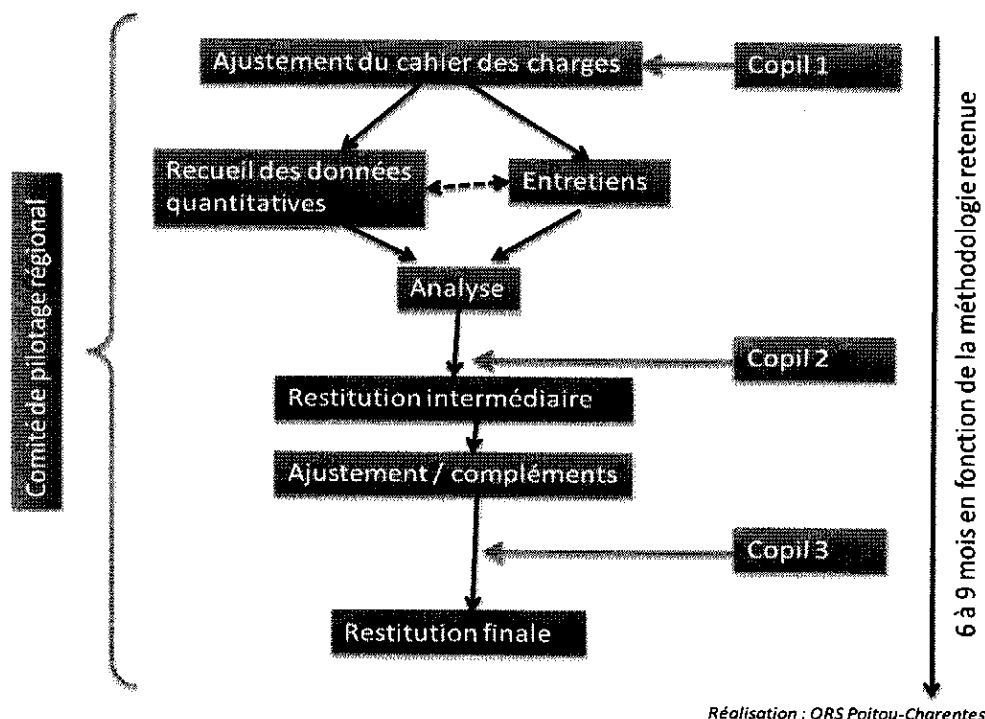 Comité de pilotage régional
Ajustement du cahier des charges
Copil 1
Recueil des données
quantitatives
Entretiens
Analyse
Copil 2
Restitution intermédiaire
Ajustement / compléments
Copil 3
Restitution finale
6 à 9 mois en fonction de la méthodologie retenue
Réalisation : ORS Poitou-Charentes